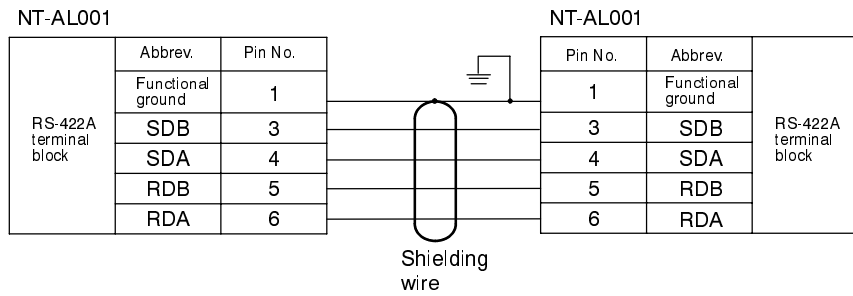 NT-AL001
NT-AL001
Abbrev. Pin No.
Functional
ground
1
SDB 3
SDA 4
RDB 5
RDA 6
RS-422A
terminal
block
Pin No. Abbrev.
1
Functional
ground
3 SDB
4 SDA
5 RDB
6 RDA
RS-422A
terminal
block
Shielding
wire